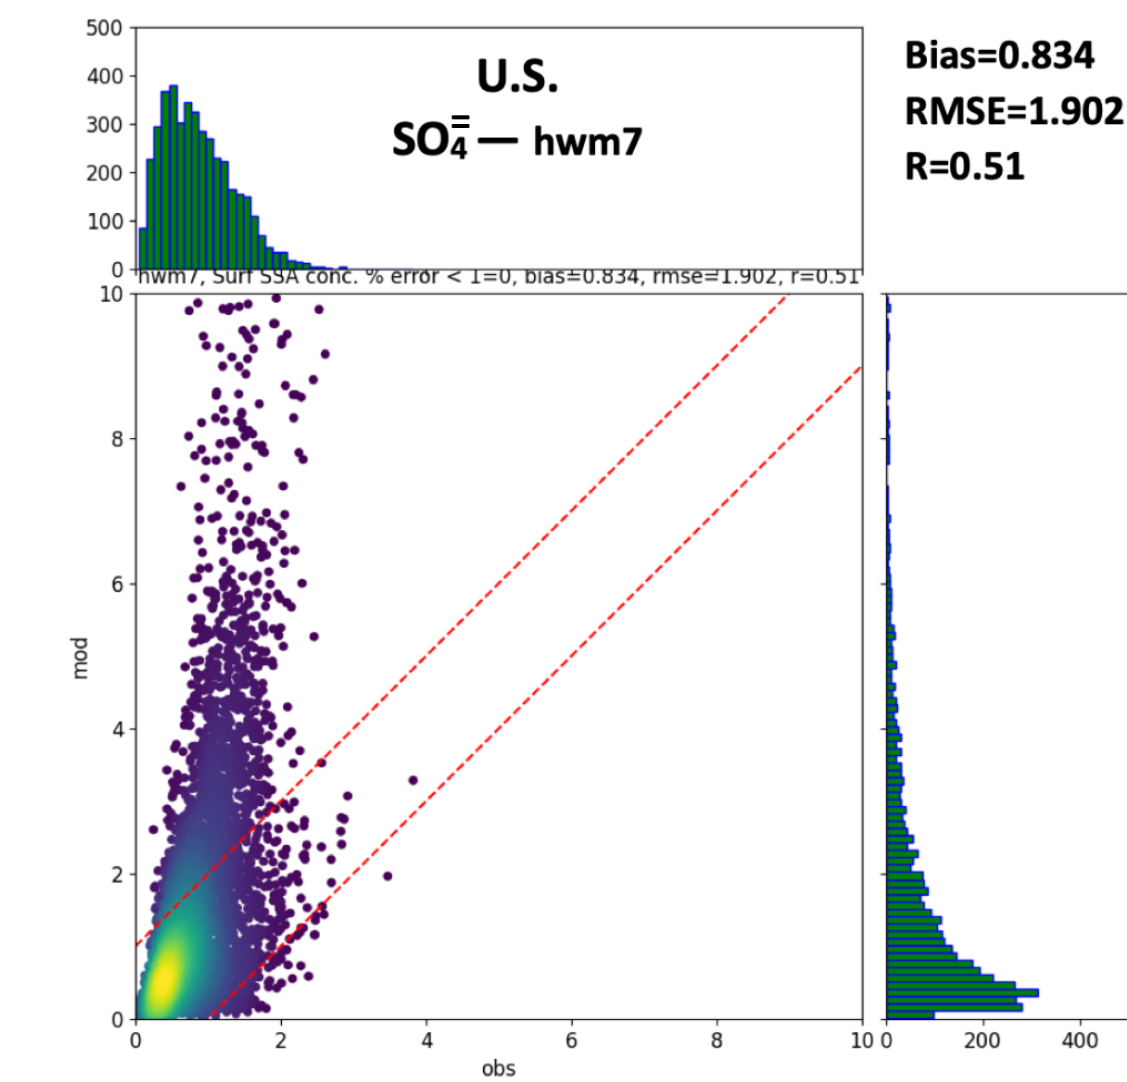 500
400
300
200
100
0
U.S.
SO₄⁼ — hwm7
Bias=0.834
RMSE=1.902
R=0.51
hwm7, Surf SSA conc. % error < 1=0, bias=0.834, rmse=1.902, r=0.51
10
8
6
4
2
0
mod
0 2 4 6 8 10
obs
0 200 400